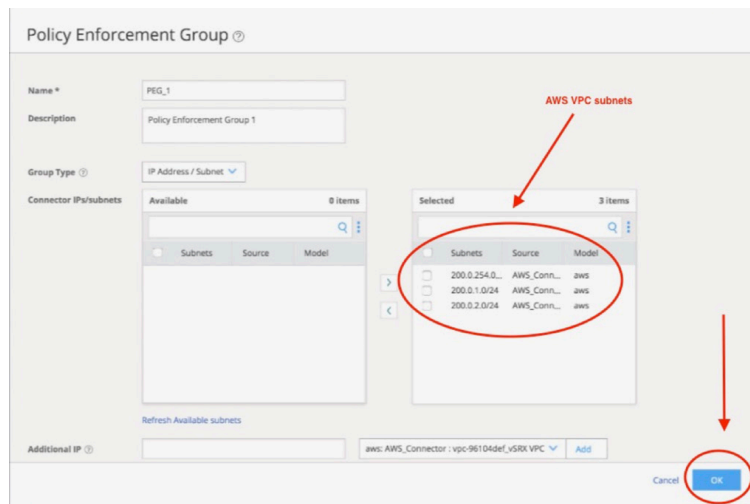 Policy Enforcement Group
Name *
PEG_1
AWS VPC subnets
Description
Policy Enforcement Group 1
Group Type
IP Address / Subnet
Connector IPs/subnets
Available 0 items
Selected 3 items
Subnets Source Model
Subnets Source Model
200.0.254.0... AWS_Conn... aws
200.0.1.0/24 AWS_Conn... aws
200.0.2.0/24 AWS_Conn... aws
Refresh Available subnets
Additional IP
aws: AWS_Connector : vpc-96104def_vSRX VPC
Add
Cancel
OK